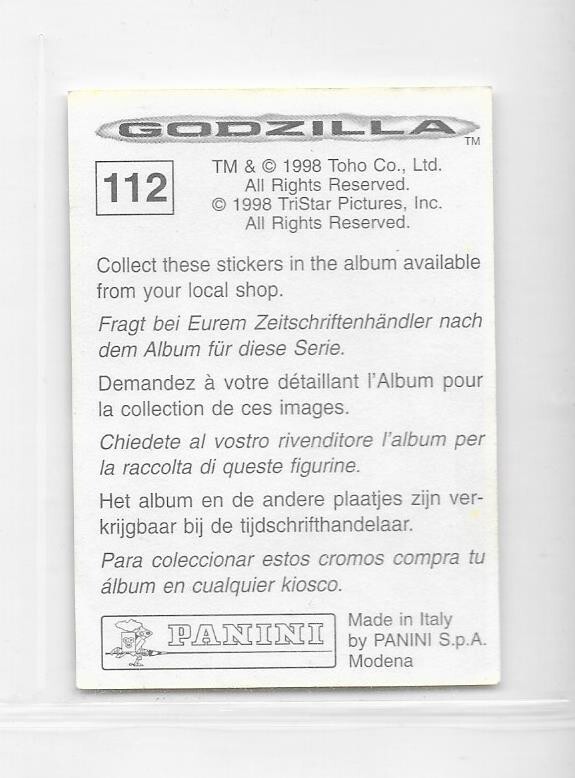 GODZILLA
TM
112
TM & © 1998 Toho Co., Ltd.
All Rights Reserved.
© 1998 TriStar Pictures, Inc.
All Rights Reserved.
Collect these stickers in the album available
from your local shop.
Fragt bei Eurem Zeitschriftenhändler nach
dem Album für diese Serie.
Demandez à votre détaillant l'Album pour
la collection de ces images.
Chiedete al vostro rivenditore l'album per
la raccolta di queste figurine.
Het album en de andere plaatjes zijn ver-
krijgbaar bij de tijdschrifthandelaar.
Para coleccionar estos cromos compra tu
álbum en cualquier kiosco.
PANINI
Made in Italy
by PANINI S.p.A.
Modena